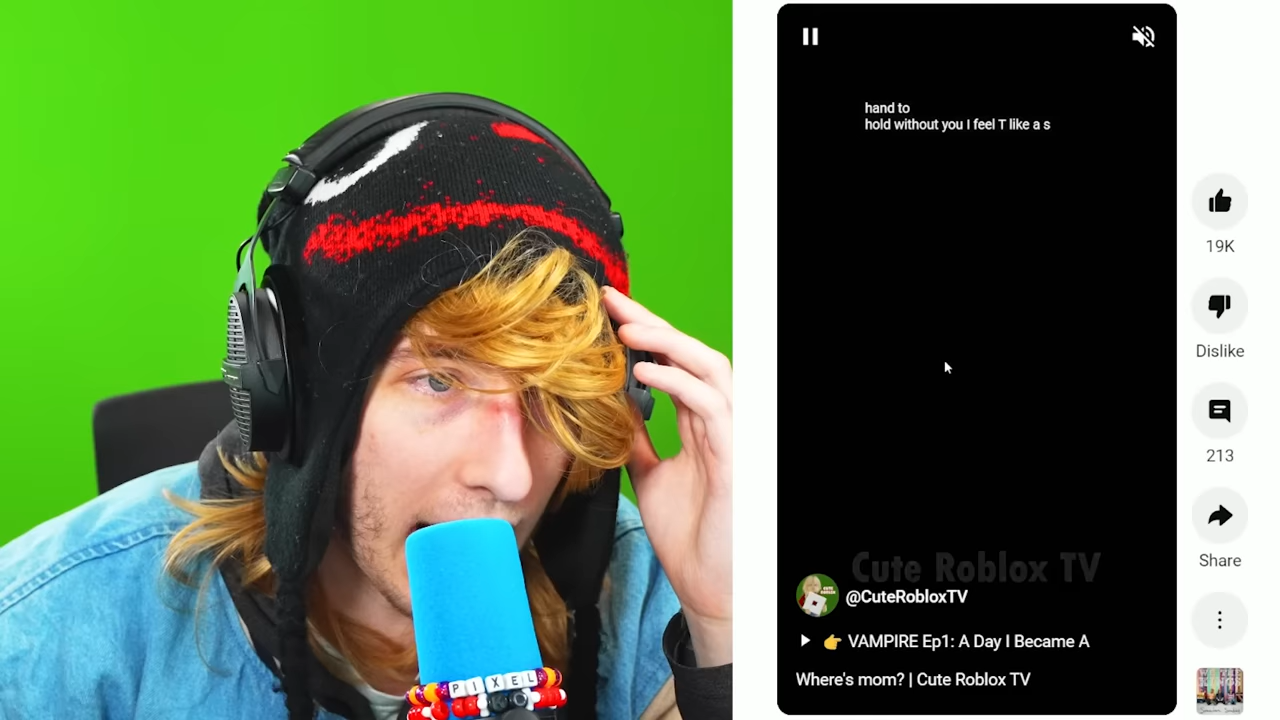 hand to
hold without you I feel T like a s
19K
Dislike
213
Share
Cute Roblox TV
@CuteRobloxTV
👉 VAMPIRE Ep1: A Day I Became A
Where's mom? | Cute Roblox TV
PIXEL